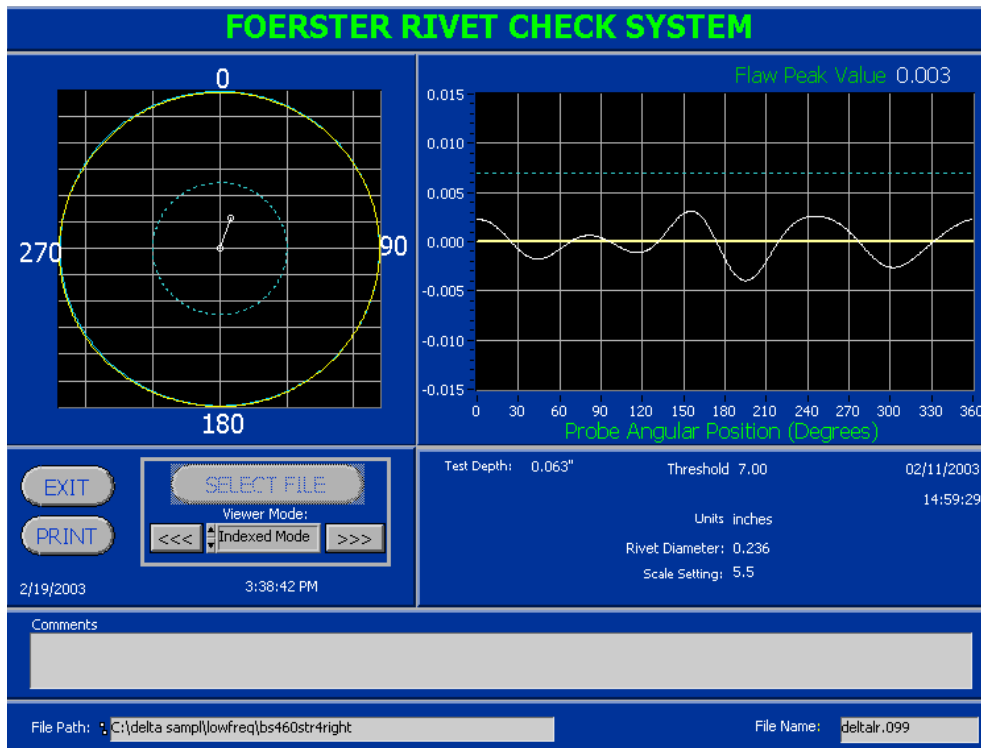 FOERSTER RIVET CHECK SYSTEM
0
90
180
270
Flaw Peak Value 0.003
0.015
0.010
0.005
0.000
-0.005
-0.010
-0.015
0 30 60 90 120 150 180 210 240 270 300 330 360
Probe Angular Position (Degrees)
EXIT
PRINT
SELECT FILE
Viewer Mode:
<<< Indexed Mode >>>
2/19/2003 3:38:42 PM
Test Depth: 0.063" Threshold 7.00 02/11/2003
14:59:29
Units inches
Rivet Diameter: 0.236
Scale Setting: 5.5
Comments
File Path: C:\delta sampl\lowfreq\bs460str4right
File Name: deltalr.099